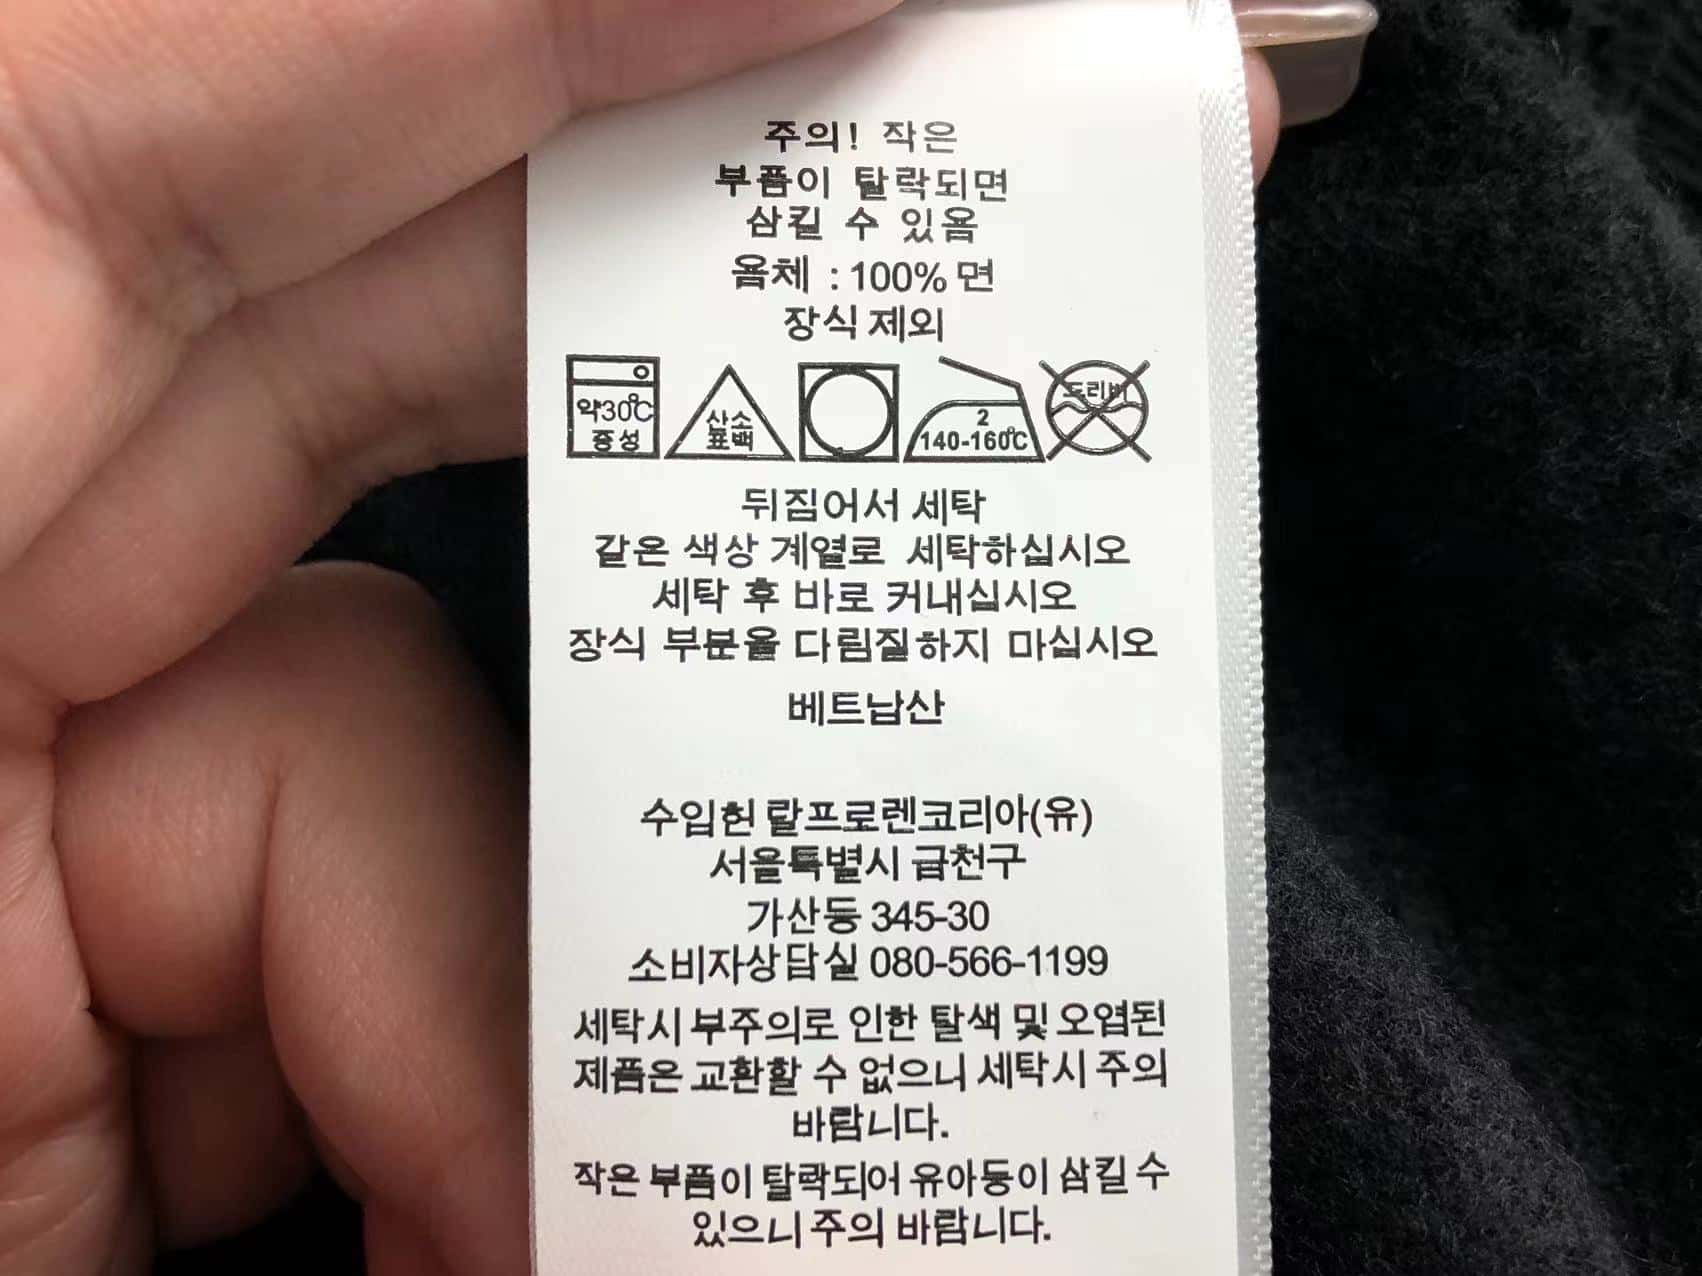 주의! 작은
부품이 탈락되면
삼킬 수 있옴
욤체 : 100% 면
장식 제외
약30℃
중성
산소
표백
2
140-160℃
드리비
뒤집어서 세탁
같은 색상 계열로 세탁하십시오
세탁 후 바로 커내십시오
장식 부분을 다림질하지 마십시오
베트남산
수입헌 랄프로렌코리아(유)
서울특별시 금천구
가산등 345-30
소비자상담실 080-566-1199
세탁시 부주의로 인한 탈색 및 오염된
제품은 교환할 수 없으니 세탁시 주의
바랍니다.
작은 부품이 탈락되어 유아등이 삼킬 수
있으니 주의 바랍니다.